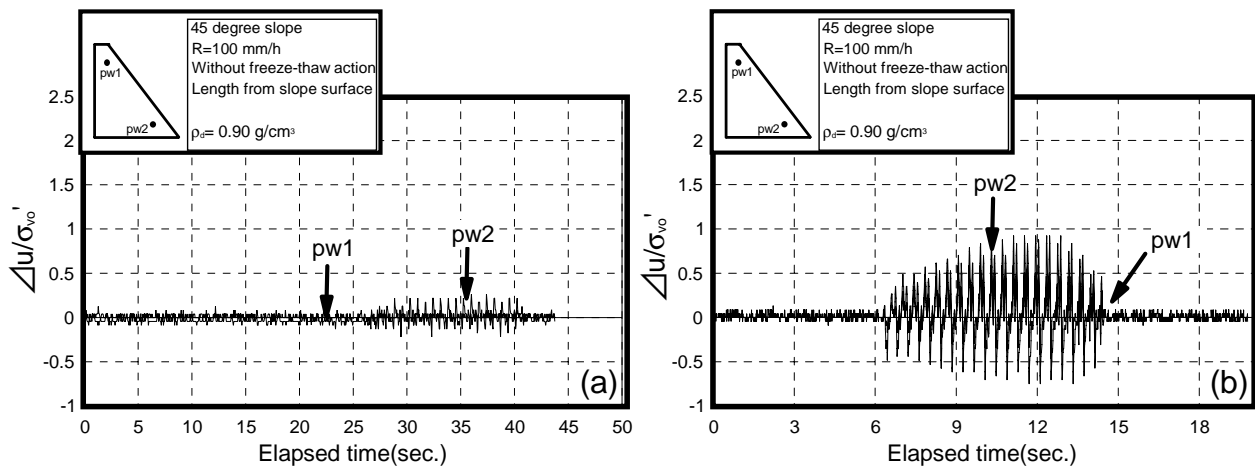 45 degree slope
R=100 mm/h
Without freeze-thaw action
Length from slope surface
ρd= 0.90 g/cm³
pw1
pw2
2.5
2
1.5
1
0.5
0
-0.5
-1
⊿u/σvo'
pw1
pw2
(a)
0 5 10 15 20 25 30 35 40 45 50
Elapsed time(sec.)
45 degree slope
R=100 mm/h
Without freeze-thaw action
Length from slope surface
ρd= 0.90 g/cm³
pw1
pw2
2.5
2
1.5
1
0.5
0
-0.5
-1
⊿u/σvo'
pw2
pw1
(b)
0 3 6 9 12 15 18
Elapsed time(sec.)